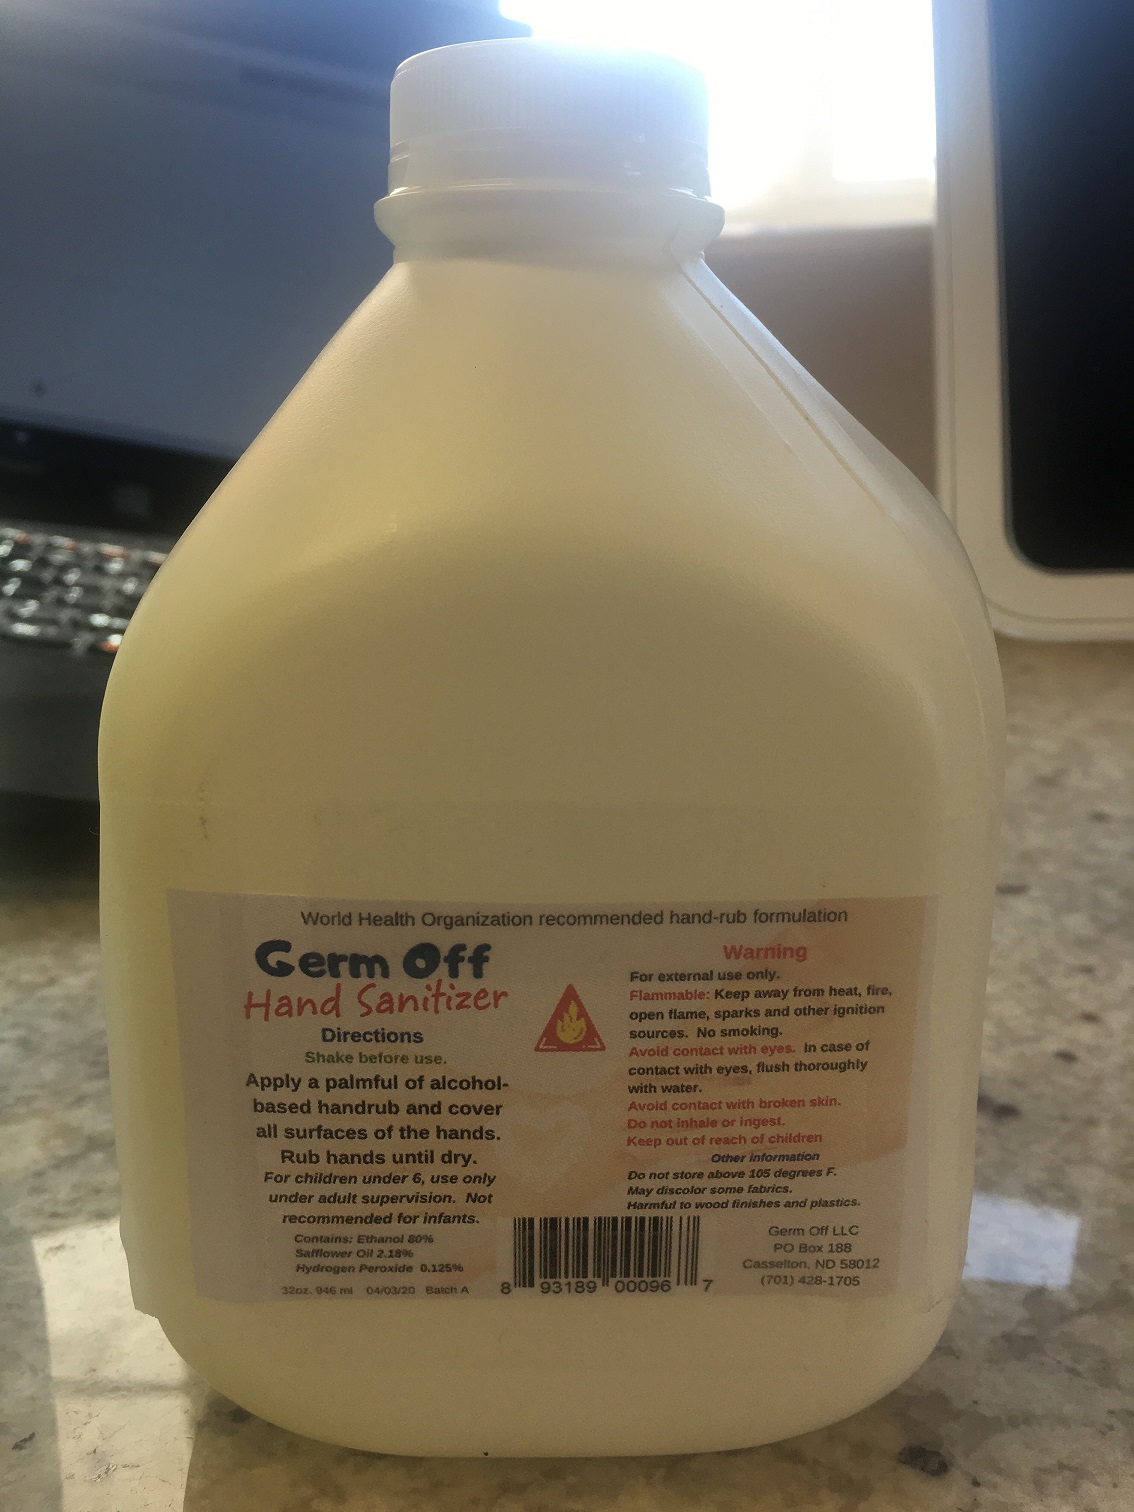 World Health Organization recommended hand-rub formulation
Germ Off
Hand Sanitizer
Directions
Shake before use.
Apply a palmful of alcohol-
based handrub and cover
all surfaces of the hands.
Rub hands until dry.
For children under 6, use only
under adult supervision. Not
recommended for infants.
Contains: Ethanol 80%
Safflower Oil 2.18%
Hydrogen Peroxide 0.125%
32oz. 946 ml 04/03/20 Batch A
Warning
For external use only.
Flammable: Keep away from heat, fire,
open flame, sparks and other ignition
sources. No smoking.
Avoid contact with eyes. In case of
contact with eyes, flush thoroughly
with water.
Avoid contact with broken skin.
Do not inhale or ingest.
Keep out of reach of children
Other information
Do not store above 105 degrees F.
May discolor some fabrics.
Harmful to wood finishes and plastics.
8 93189 00096 7
Germ Off LLC
PO Box 188
Casselton, ND 58012
(701) 428-1705